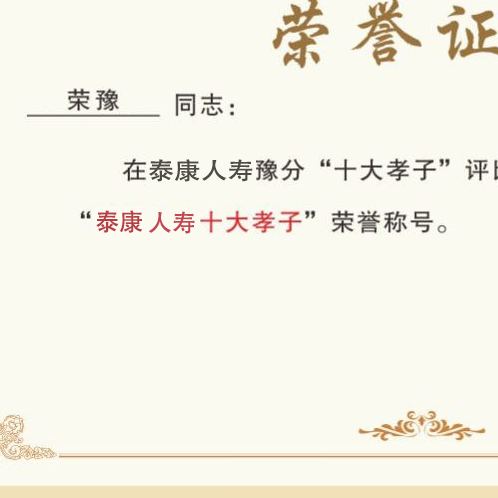 荣誉证
荣豫 同志：
在泰康人寿豫分“十大孝子”评
“泰康人寿十大孝子”荣誉称号。